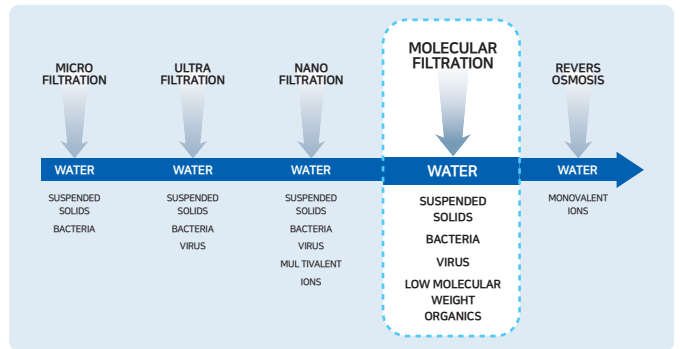 MICRO
FILTRATION
WATER
SUSPENDED
SOLIDS
BACTERIA
ULTRA
FILTRATION
WATER
SUSPENDED
SOLIDS
BACTERIA
VIRUS
NANO
FILTRATION
WATER
SUSPENDED
SOLIDS
BACTERIA
VIRUS
MUL TIVALENT
IONS
MOLECULAR
FILTRATION
WATER
SUSPENDED
SOLIDS
BACTERIA
VIRUS
LOW MOLECULAR
WEIGHT
ORGANICS
REVERS
OSMOSIS
WATER
MONOVALENT
IONS